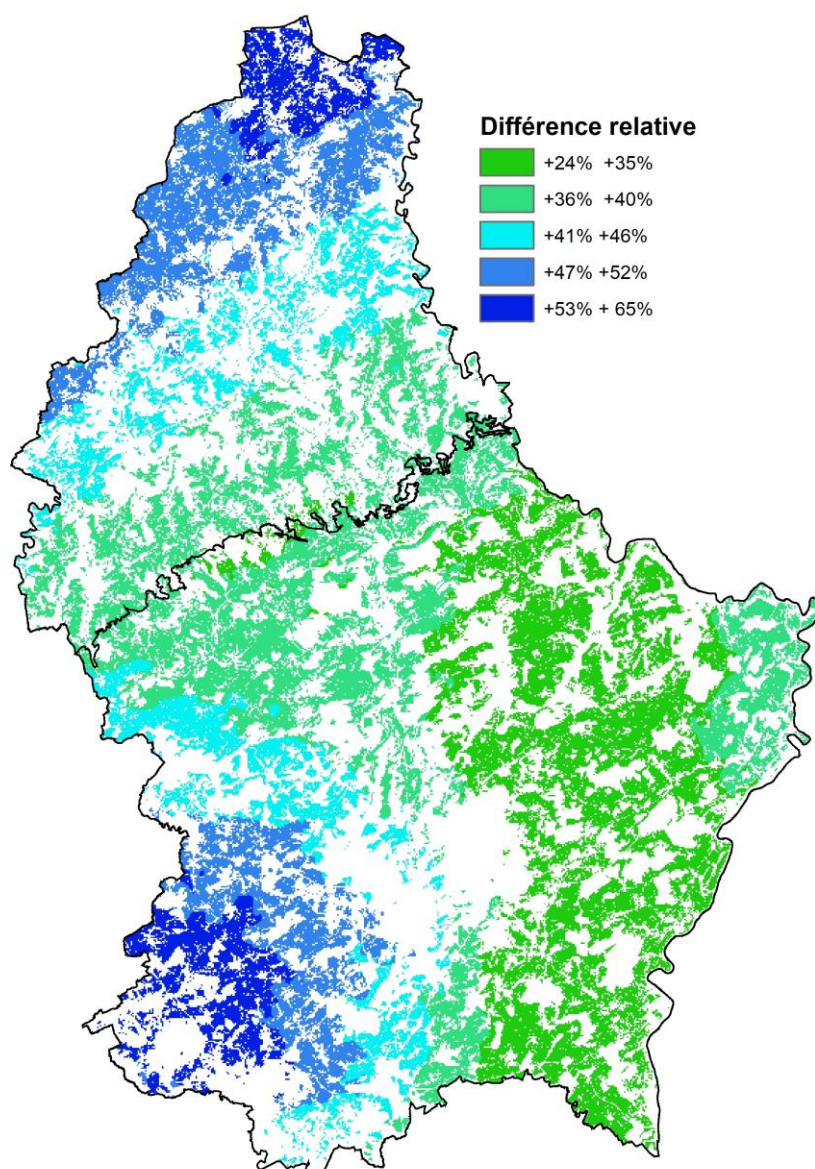 Différence relative
+24% +35%
+36% +40%
+41% +46%
+47% +52%
+53% + 65%